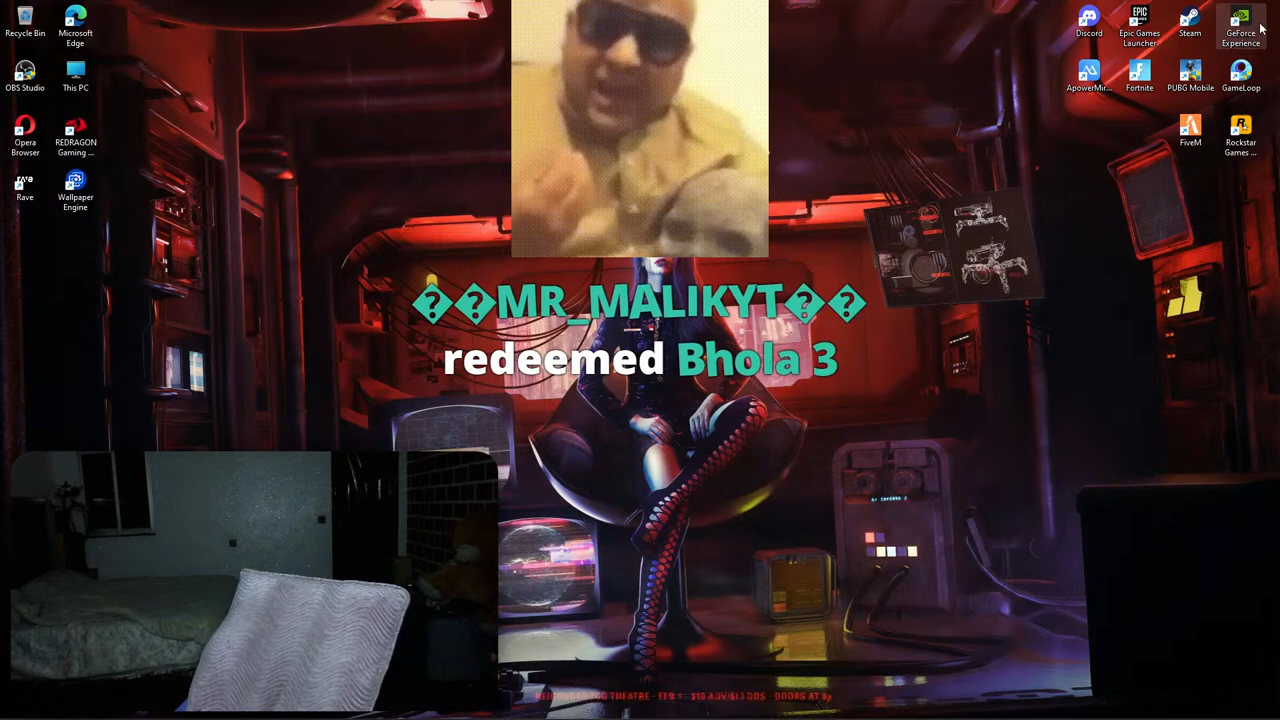 Recycle Bin
Microsoft
Edge
OBS Studio
This PC
Opera
Browser
REDRAGON
Gaming ...
Rave
Wallpaper
Engine
Discord
EPIC
GAMES
Epic Games
Launcher
Steam
GeForce
Experience
ApowerMir...
Fortnite
PUBG Mobile
GameLoop
FiveM
Rockstar
Games ...
��MR_MALIKYT��
redeemed Bhola 3